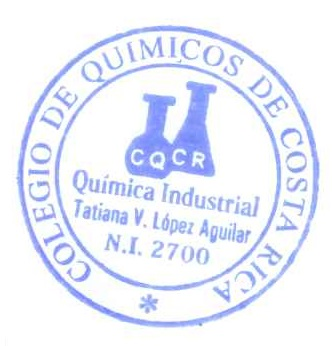 COLEGIO DE QUIMICOS DE COSTA RICA
CQCR
Química Industrial
Tatiana V. López Aguilar
N.I. 2700
*